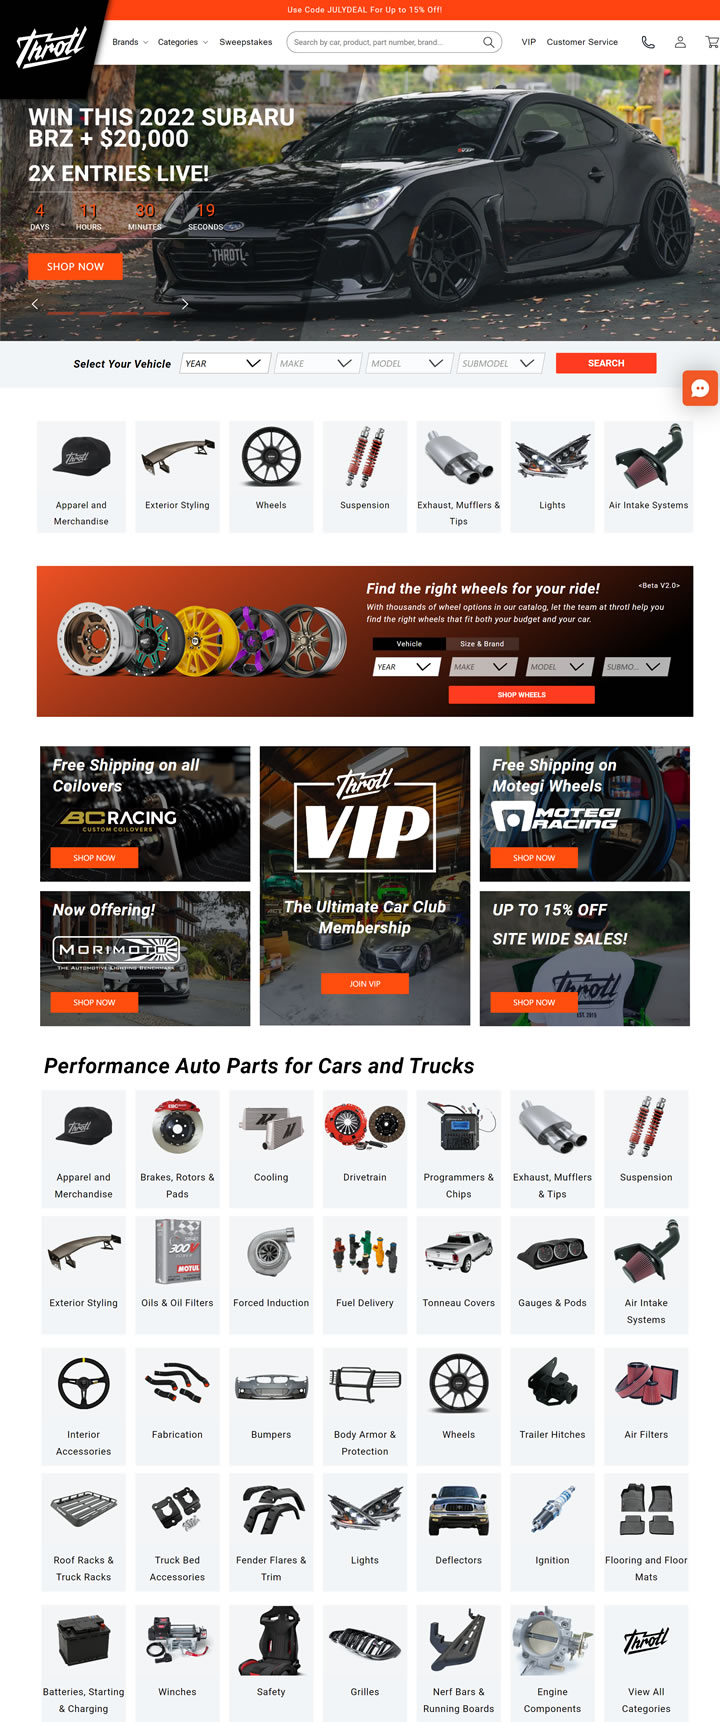 Use Code JULYDEAL For Up to 15% Off!
Throtl
Brands
Categories
Sweepstakes
Search by car, product, part number, brand...
VIP
Customer Service
WIN THIS 2022 SUBARU
BRZ + $20,000
2X ENTRIES LIVE!
4 11 30 19
DAYS HOURS MINUTES SECONDS
THROTL
SHOP NOW
Select Your Vehicle
YEAR
MAKE
MODEL
SUBMODEL
SEARCH
Throtl
Apparel and
Merchandise
Exterior Styling
Wheels
Suspension
Exhaust, Mufflers &
Tips
Lights
Air Intake Systems
Find the right wheels for your ride!
<Beta V2.0>
With thousands of wheel options in our catalog, let the team at throtl help you
find the right wheels that fit both your budget and your car.
Vehicle
Size & Brand
YEAR
MAKE
MODEL
SUBMO...
SHOP WHEELS
Free Shipping on all
Coilovers
BC RACING
CUSTOM COILOVERS
SHOP NOW
Throtl
VIP
The Ultimate Car Club
Membership
JOIN VIP
Free Shipping on
Motegi Wheels
MOTEGI
RACING
SHOP NOW
Now Offering!
MORIMOTO
THE AUTOMOTIVE LIGHTING BENCHMARK
SHOP NOW
UP TO 15% OFF
SITE WIDE SALES!
Throtl
EST. 2015
SHOP NOW
Performance Auto Parts for Cars and Trucks
Throtl
Apparel and
Merchandise
Brakes, Rotors &
Pads
Cooling
Drivetrain
Programmers &
Chips
Exhaust, Mufflers
& Tips
Suspension
Exterior Styling
300V
MOTUL
Oils & Oil Filters
Forced Induction
Fuel Delivery
Tonneau Covers
Gauges & Pods
Air Intake
Systems
Interior
Accessories
Fabrication
Bumpers
Body Armor &
Protection
Wheels
Trailer Hitches
Air Filters
Roof Racks &
Truck Racks
Truck Bed
Accessories
Fender Flares &
Trim
Lights
Deflectors
Ignition
Flooring and Floor
Mats
Batteries, Starting
& Charging
Winches
Safety
Grilles
Nerf Bars &
Running Boards
Engine
Components
Throtl
View All
Categories